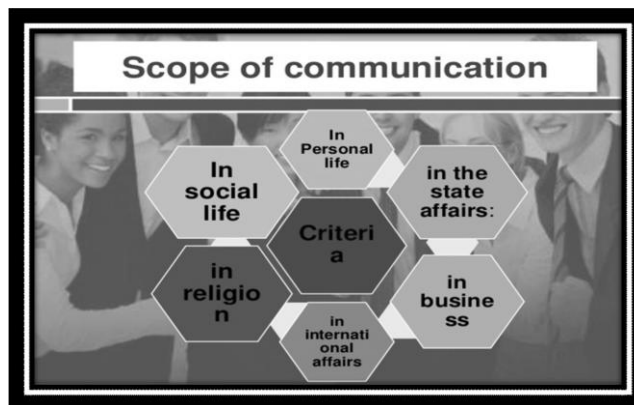 Scope of communication
In
Personal
life
in the
state
affairs:
in
busine
ss
in
internati
onal
affairs
in
religio
n
In
social
life
Criteri
a